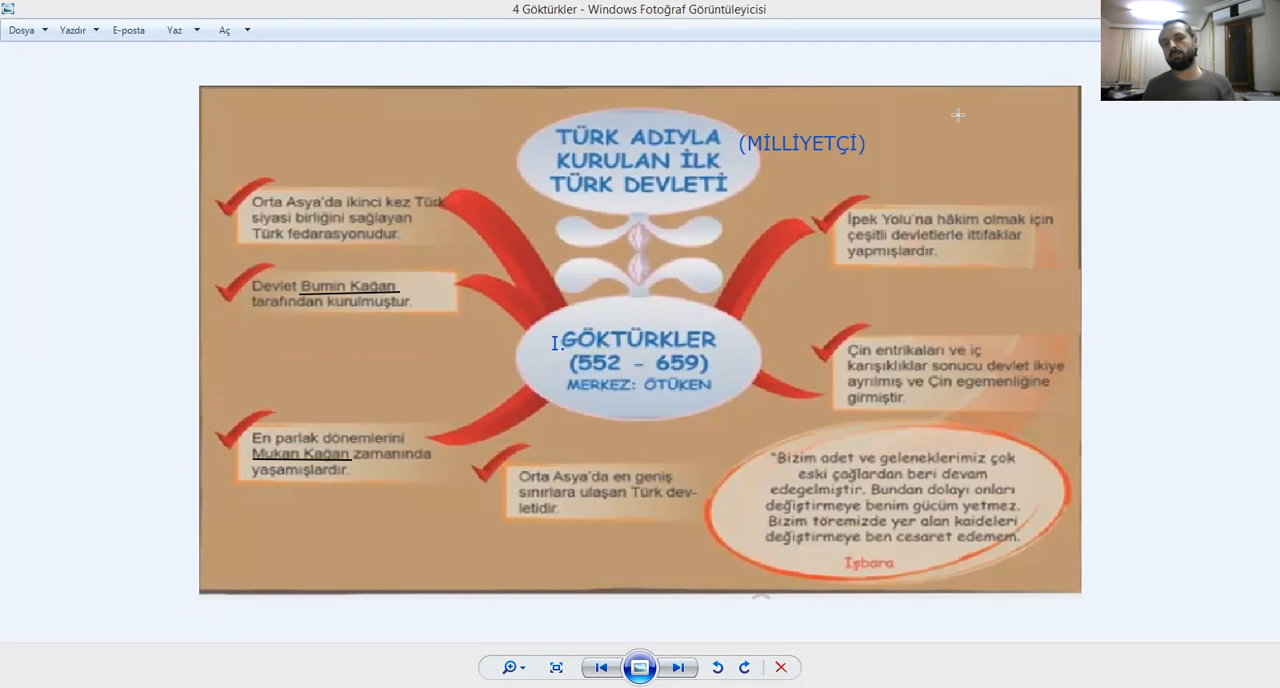 4 Göktürkler - Windows Fotoğraf Görüntüleyicisi
Dosya Yazdır E-posta Yaz Aç
TÜRK ADIYLA
KURULAN İLK
TÜRK DEVLETİ
(MİLLİYETÇİ)
Orta Asya'da ikinci kez Türk
siyasi birliğini sağlayan
Türk fedarasyonudur.
Devlet Bumin Kağan
tarafından kurulmuştur.
En parlak dönemlerini
Mukan Kağan zamanında
yaşamışlardır.
Orta Asya'da en geniş
sınırlara ulaşan Türk dev-
letidir.
I.GÖKTÜRKLER
(552 - 659)
MERKEZ: ÖTÜKEN
İpek Yolu'na hâkim olmak için
çeşitli devletlerle ittifaklar
yapmışlardır.
Çin entrikaları ve iç
karışıklıklar sonucu devlet ikiye
ayrılmış ve Çin egemenliğine
girmiştir.
"Bizim adet ve geleneklerimiz çok
eski çağlardan beri devam
edegelmiştir. Bundan dolayı onları
değiştirmeye benim gücüm yetmez.
Bizim töremizde yer alan kaideleri
değiştirmeye ben cesaret edemem.
Işbara